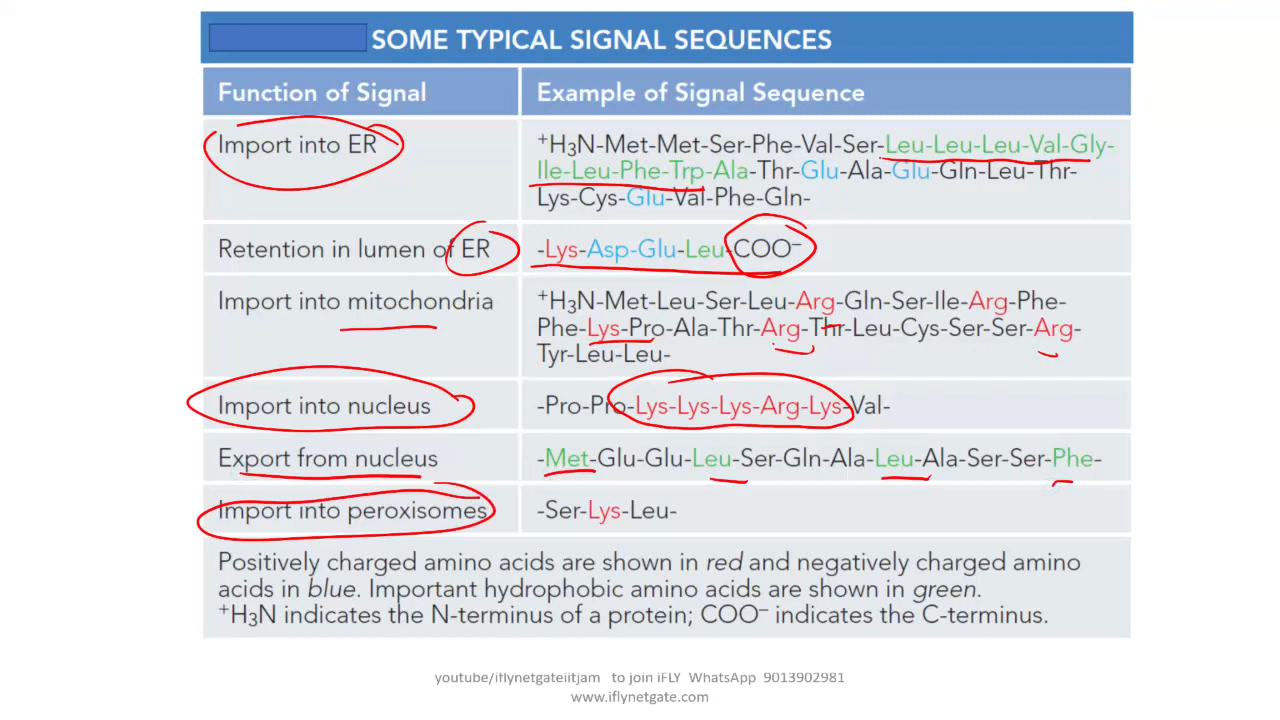 SOME TYPICAL SIGNAL SEQUENCES
Function of Signal
Example of Signal Sequence
Import into ER
⁺H₃N-Met-Met-Ser-Phe-Val-Ser-Leu-Leu-Leu-Val-Gly-
Ile-Leu-Phe-Trp-Ala-Thr-Glu-Ala-Glu-Gln-Leu-Thr-
Lys-Cys-Glu-Val-Phe-Gln-
Retention in lumen of ER
-Lys-Asp-Glu-Leu-COO⁻
Import into mitochondria
⁺H₃N-Met-Leu-Ser-Leu-Arg-Gln-Ser-Ile-Arg-Phe-
Phe-Lys-Pro-Ala-Thr-Arg-Thr-Leu-Cys-Ser-Ser-Arg-
Tyr-Leu-Leu-
Import into nucleus
-Pro-Pro-Lys-Lys-Lys-Arg-Lys-Val-
Export from nucleus
-Met-Glu-Glu-Leu-Ser-Gln-Ala-Leu-Ala-Ser-Ser-Phe-
Import into peroxisomes
-Ser-Lys-Leu-
Positively charged amino acids are shown in red and negatively charged amino
acids in blue. Important hydrophobic amino acids are shown in green.
⁺H₃N indicates the N-terminus of a protein; COO⁻ indicates the C-terminus.
youtube/iflynetgateiitjam to join iFLY WhatsApp 9013902981
www.iflynetgate.com